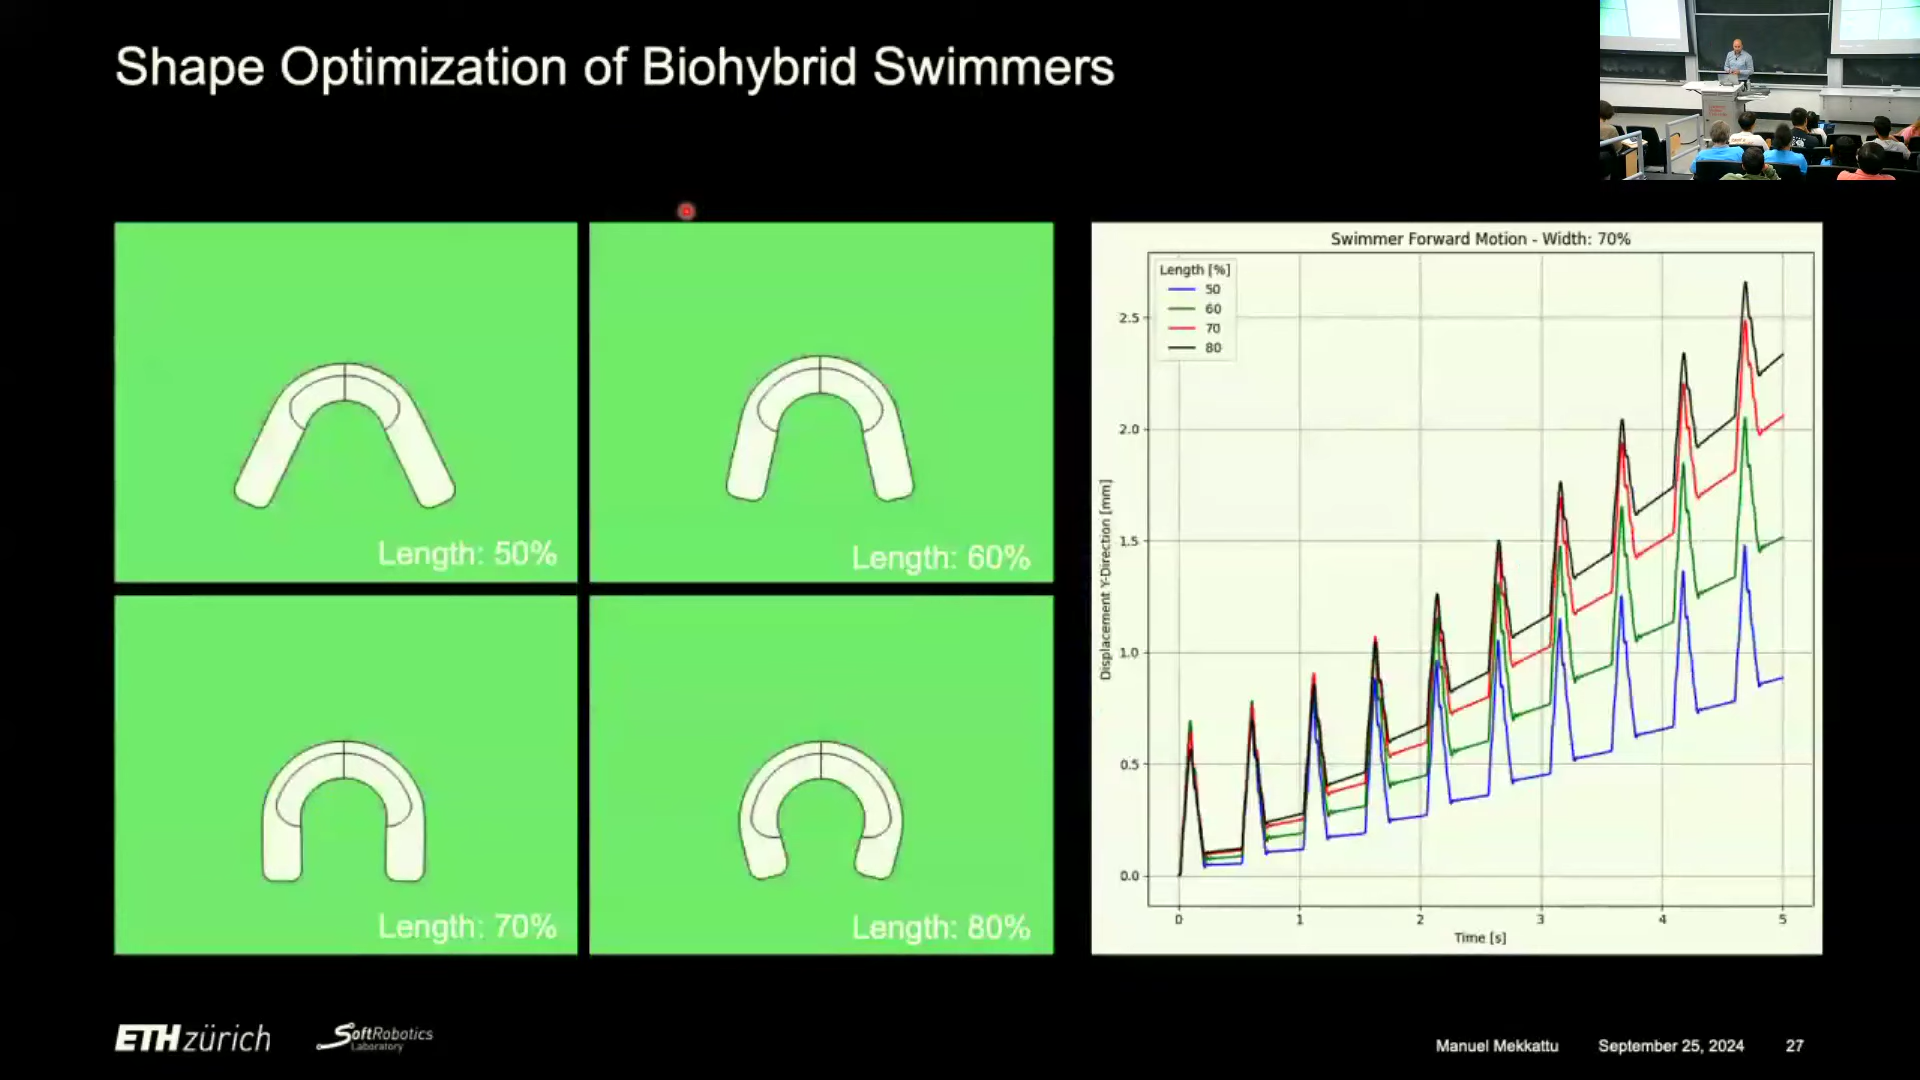 Shape Optimization of Biohybrid Swimmers
Length: 50%
Length: 60%
Length: 70%
Length: 80%
Swimmer Forward Motion - Width: 70%
Length [%]
50
60
70
80
Displacement Y-Direction [mm]
2.5
2.0
1.5
1.0
0.5
0.0
0 1 2 3 4 5
Time [s]
ETH zürich
SoftRobotics
Laboratory
Manuel Mekkattu September 25, 2024 27